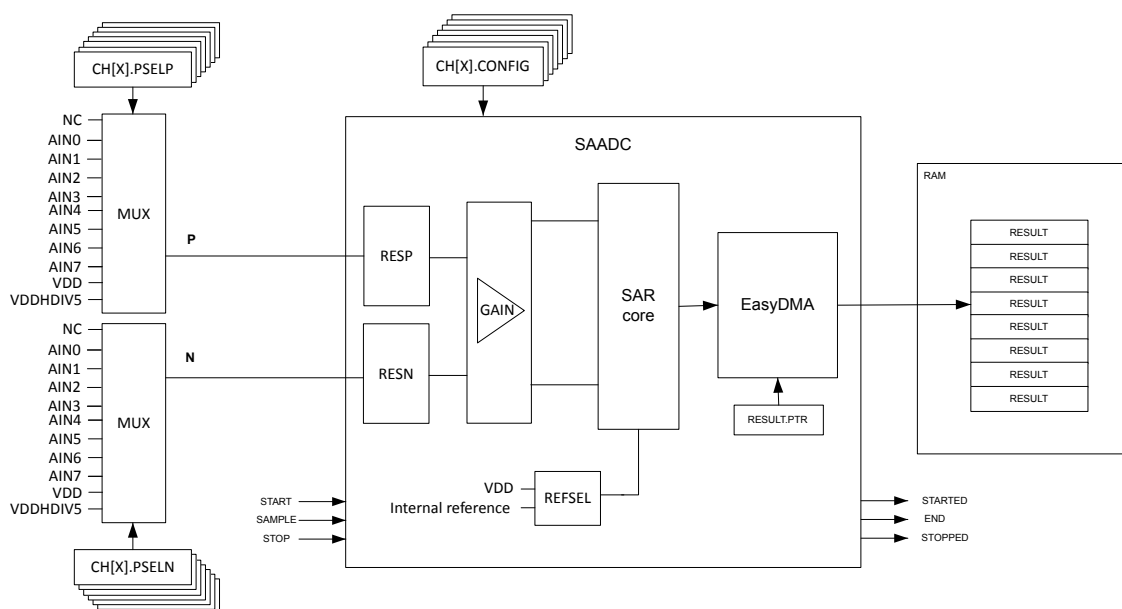 CH[X].PSELP
CH[X].CONFIG
NC
AIN0
AIN1
AIN2
AIN3
AIN4
AIN5
AIN6
AIN7
VDD
VDDHDIV5
MUX
P
SAADC
RESP
GAIN
SAR
core
EasyDMA
RAM
RESULT
RESULT
RESULT
RESULT
RESULT
RESULT
RESULT
RESULT
NC
AIN0
AIN1
AIN2
AIN3
AIN4
AIN5
AIN6
AIN7
VDD
VDDHDIV5
MUX
N
RESN
RESULT.PTR
VDD
Internal reference
REFSEL
START
SAMPLE
STOP
STARTED
END
STOPPED
CH[X].PSELN